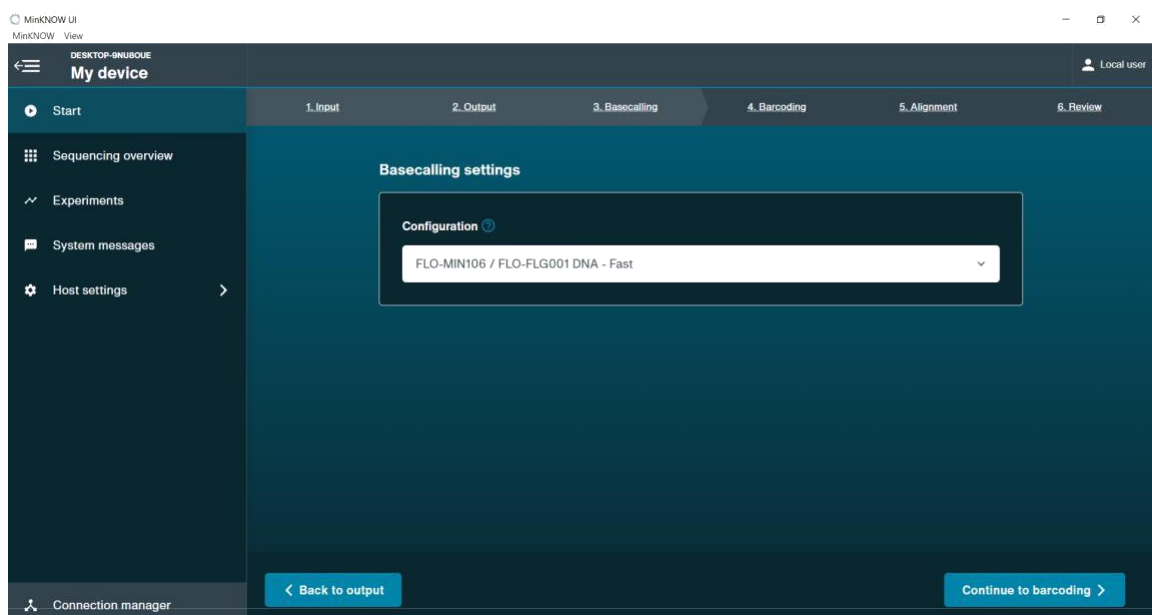 MinKNOW UI
MinKNOW View
DESKTOP-9NU8OUE
My device
Local user
Start
1. Input
2. Output
3. Basecalling
4. Barcoding
5. Alignment
6. Review
Sequencing overview
Experiments
System messages
Host settings
Basecalling settings
Configuration ?
FLO-MIN106 / FLO-FLG001 DNA - Fast
Back to output
Continue to barcoding
Connection manager